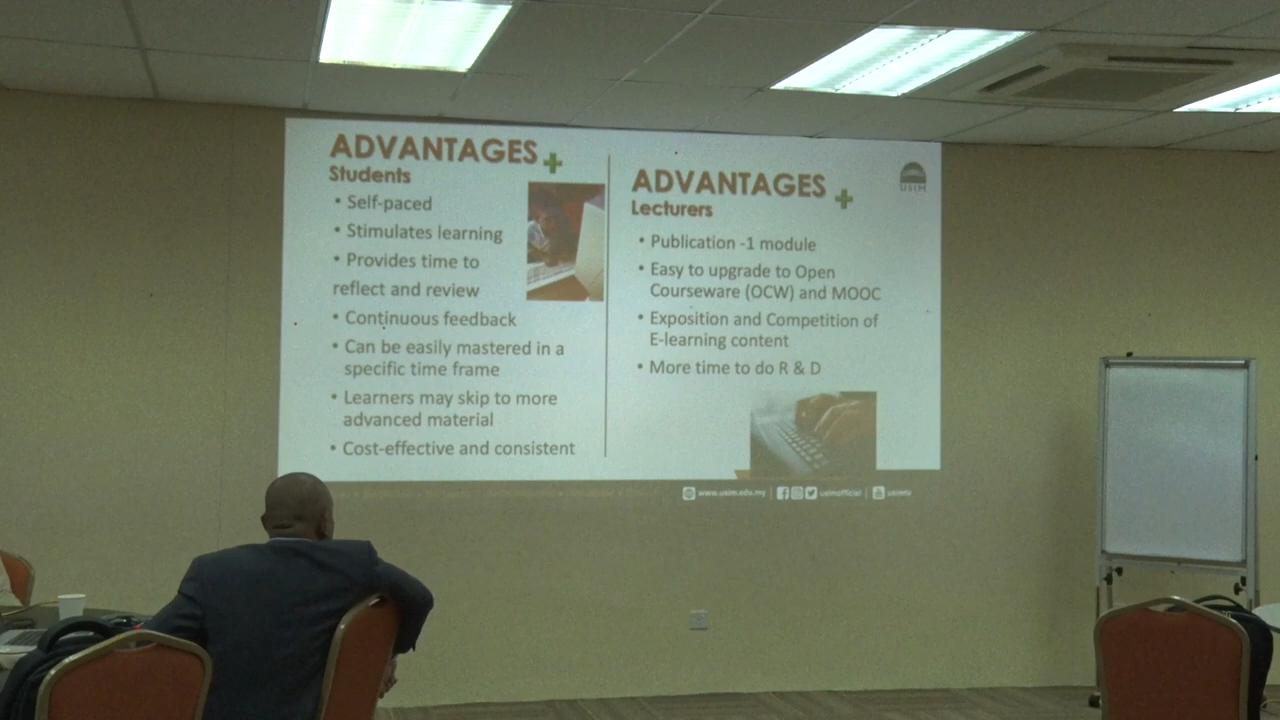 ADVANTAGES
Students
• Self-paced
• Stimulates learning
• Provides time to
reflect and review
• Continuous feedback
• Can be easily mastered in a
specific time frame
• Learners may skip to more
advanced material
• Cost-effective and consistent
ADVANTAGES
Lecturers
• Publication -1 module
• Easy to upgrade to Open
Courseware (OCW) and MOOC
• Exposition and Competition of
E-learning content
• More time to do R & D
USIM
www.usim.edu.my
usimofficial
usimtv